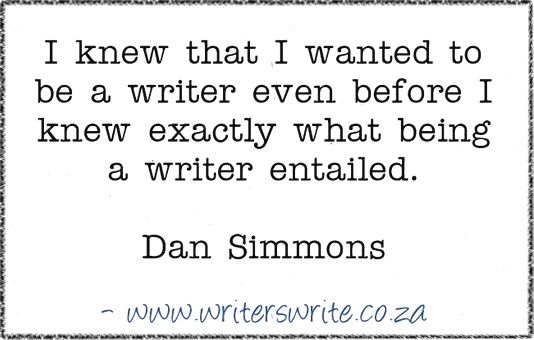 I knew that I wanted to
be a writer even before I
knew exactly what being
a writer entailed.
Dan Simmons
- www.writerswrite.co.za